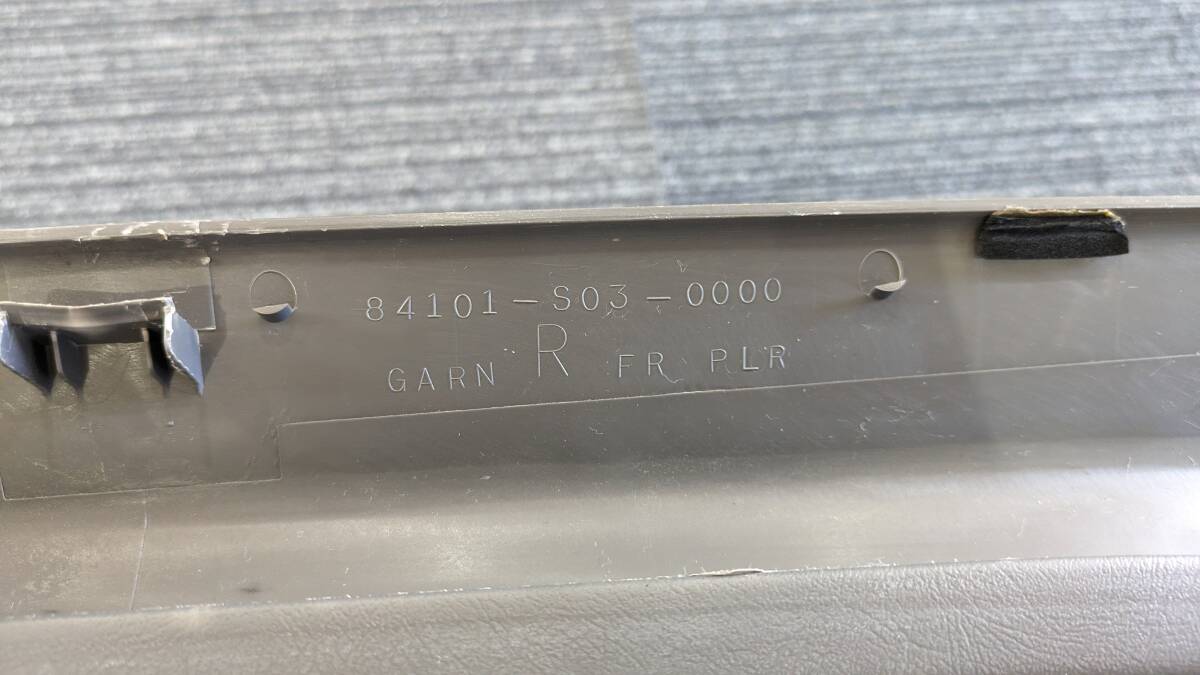 84101-S03-0000
GARN R FR PLR